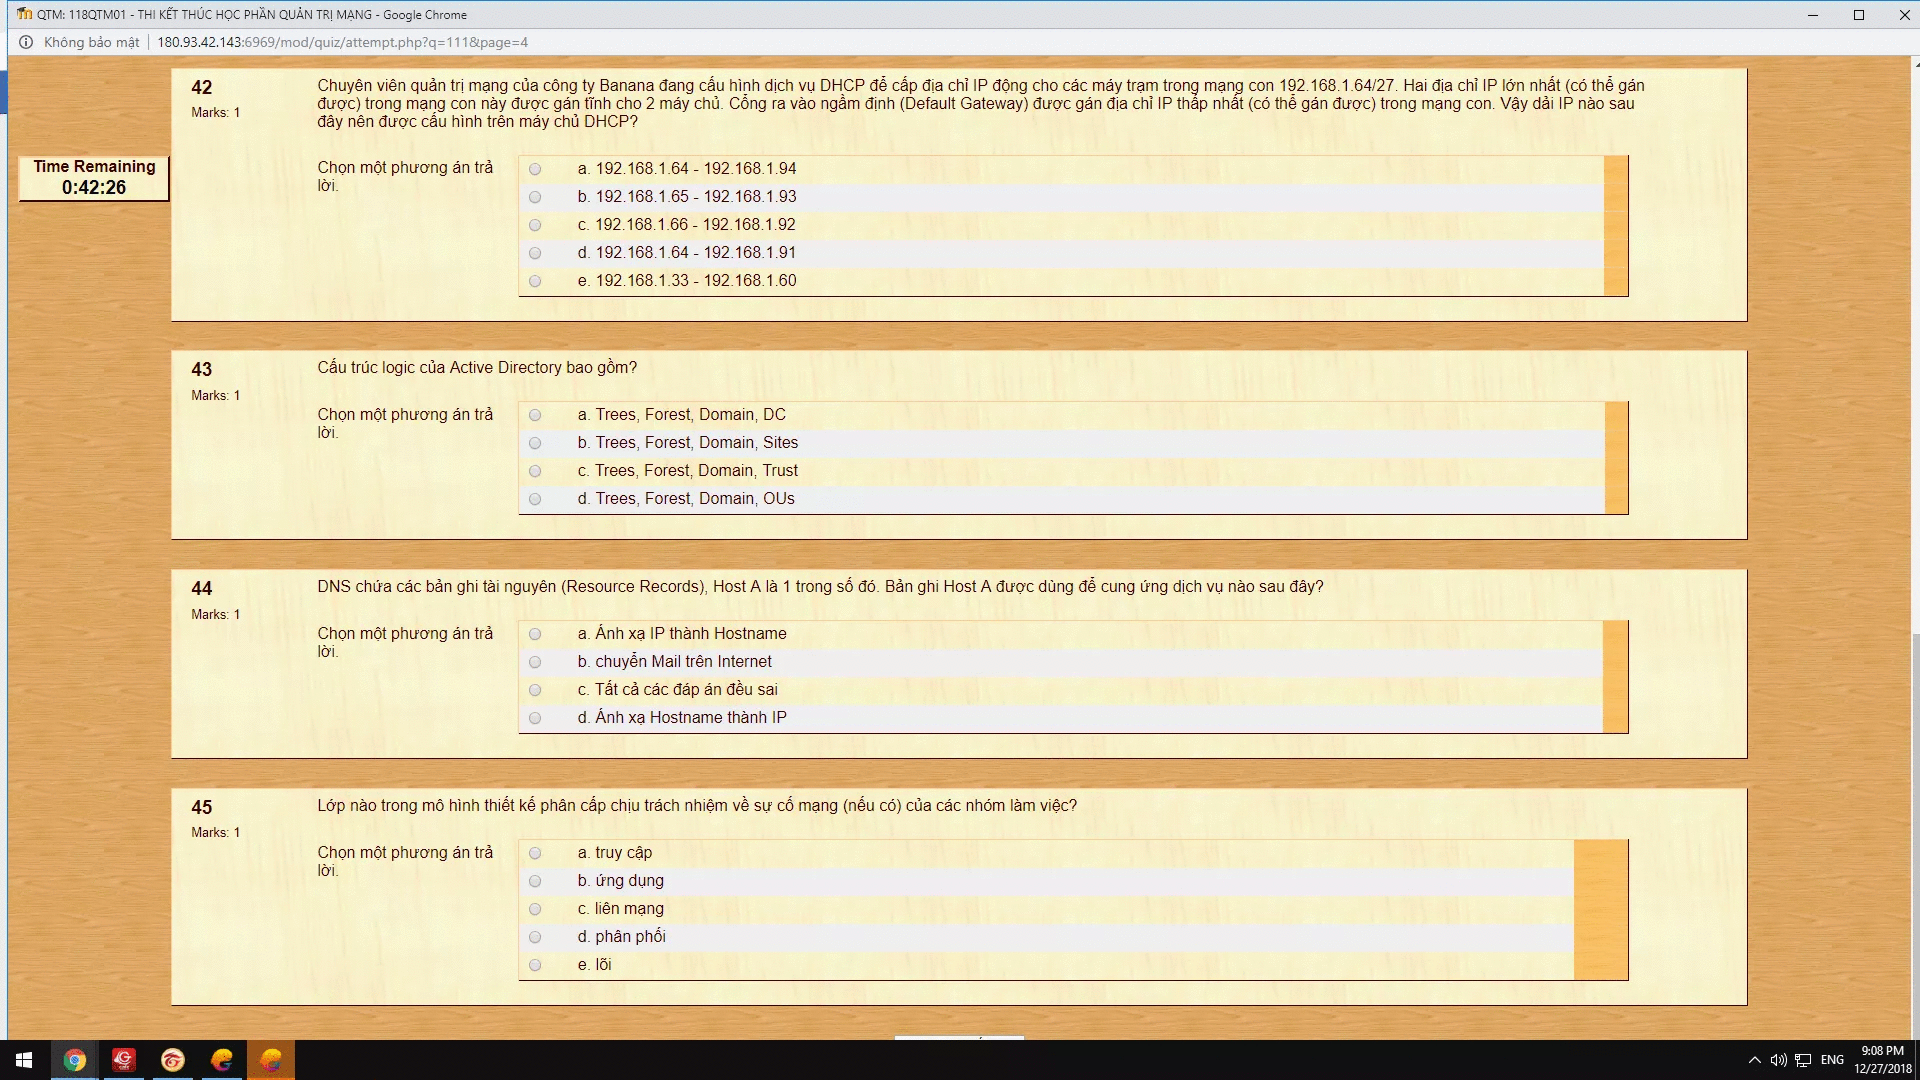 QTM: 118QTM01 - THI KẾT THÚC HỌC PHẦN QUẢN TRỊ MẠNG - Google Chrome
Không bảo mật | 180.93.42.143:6969/mod/quiz/attempt.php?q=111&page=4
42
Marks: 1
Chuyên viên quản trị mạng của công ty Banana đang cấu hình dịch vụ DHCP để cấp địa chỉ IP động cho các máy trạm trong mạng con 192.168.1.64/27. Hai địa chỉ IP lớn nhất (có thể gán
được) trong mạng con này được gán tĩnh cho 2 máy chủ. Cổng ra vào ngầm định (Default Gateway) được gán địa chỉ IP thấp nhất (có thể gán được) trong mạng con. Vậy dải IP nào sau
đây nên được cấu hình trên máy chủ DHCP?
Time Remaining
0:42:26
Chọn một phương án trả
lời.
a. 192.168.1.64 - 192.168.1.94
b. 192.168.1.65 - 192.168.1.93
c. 192.168.1.66 - 192.168.1.92
d. 192.168.1.64 - 192.168.1.91
e. 192.168.1.33 - 192.168.1.60
43
Marks: 1
Cấu trúc logic của Active Directory bao gồm?
Chọn một phương án trả
lời.
a. Trees, Forest, Domain, DC
b. Trees, Forest, Domain, Sites
c. Trees, Forest, Domain, Trust
d. Trees, Forest, Domain, OUs
44
Marks: 1
DNS chứa các bản ghi tài nguyên (Resource Records), Host A là 1 trong số đó. Bản ghi Host A được dùng để cung ứng dịch vụ nào sau đây?
Chọn một phương án trả
lời.
a. Ánh xạ IP thành Hostname
b. chuyển Mail trên Internet
c. Tất cả các đáp án đều sai
d. Ánh xạ Hostname thành IP
45
Marks: 1
Lớp nào trong mô hình thiết kế phân cấp chịu trách nhiệm về sự cố mạng (nếu có) của các nhóm làm việc?
Chọn một phương án trả
lời.
a. truy cập
b. ứng dụng
c. liên mạng
d. phân phối
e. lõi
ENG
9:08 PM
12/27/2018